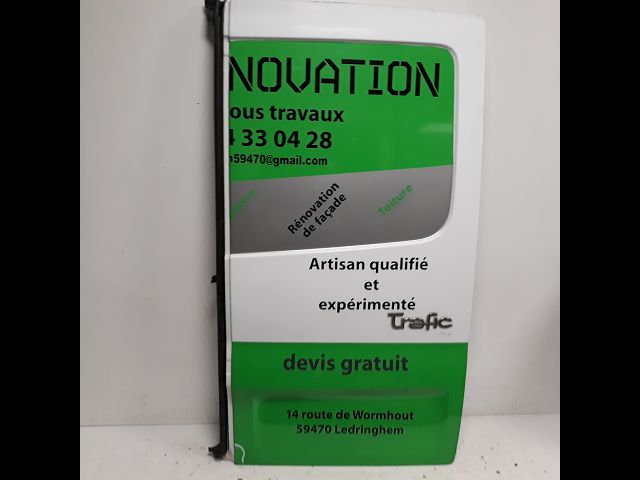 NOVATION
ous travaux
4 33 04 28
a59470@gmail.com
Rénovation
de façade
Toiture
Artisan qualifié
et
expérimenté
Trafic
devis gratuit
14 route de Wormhout
59470 Ledringhem